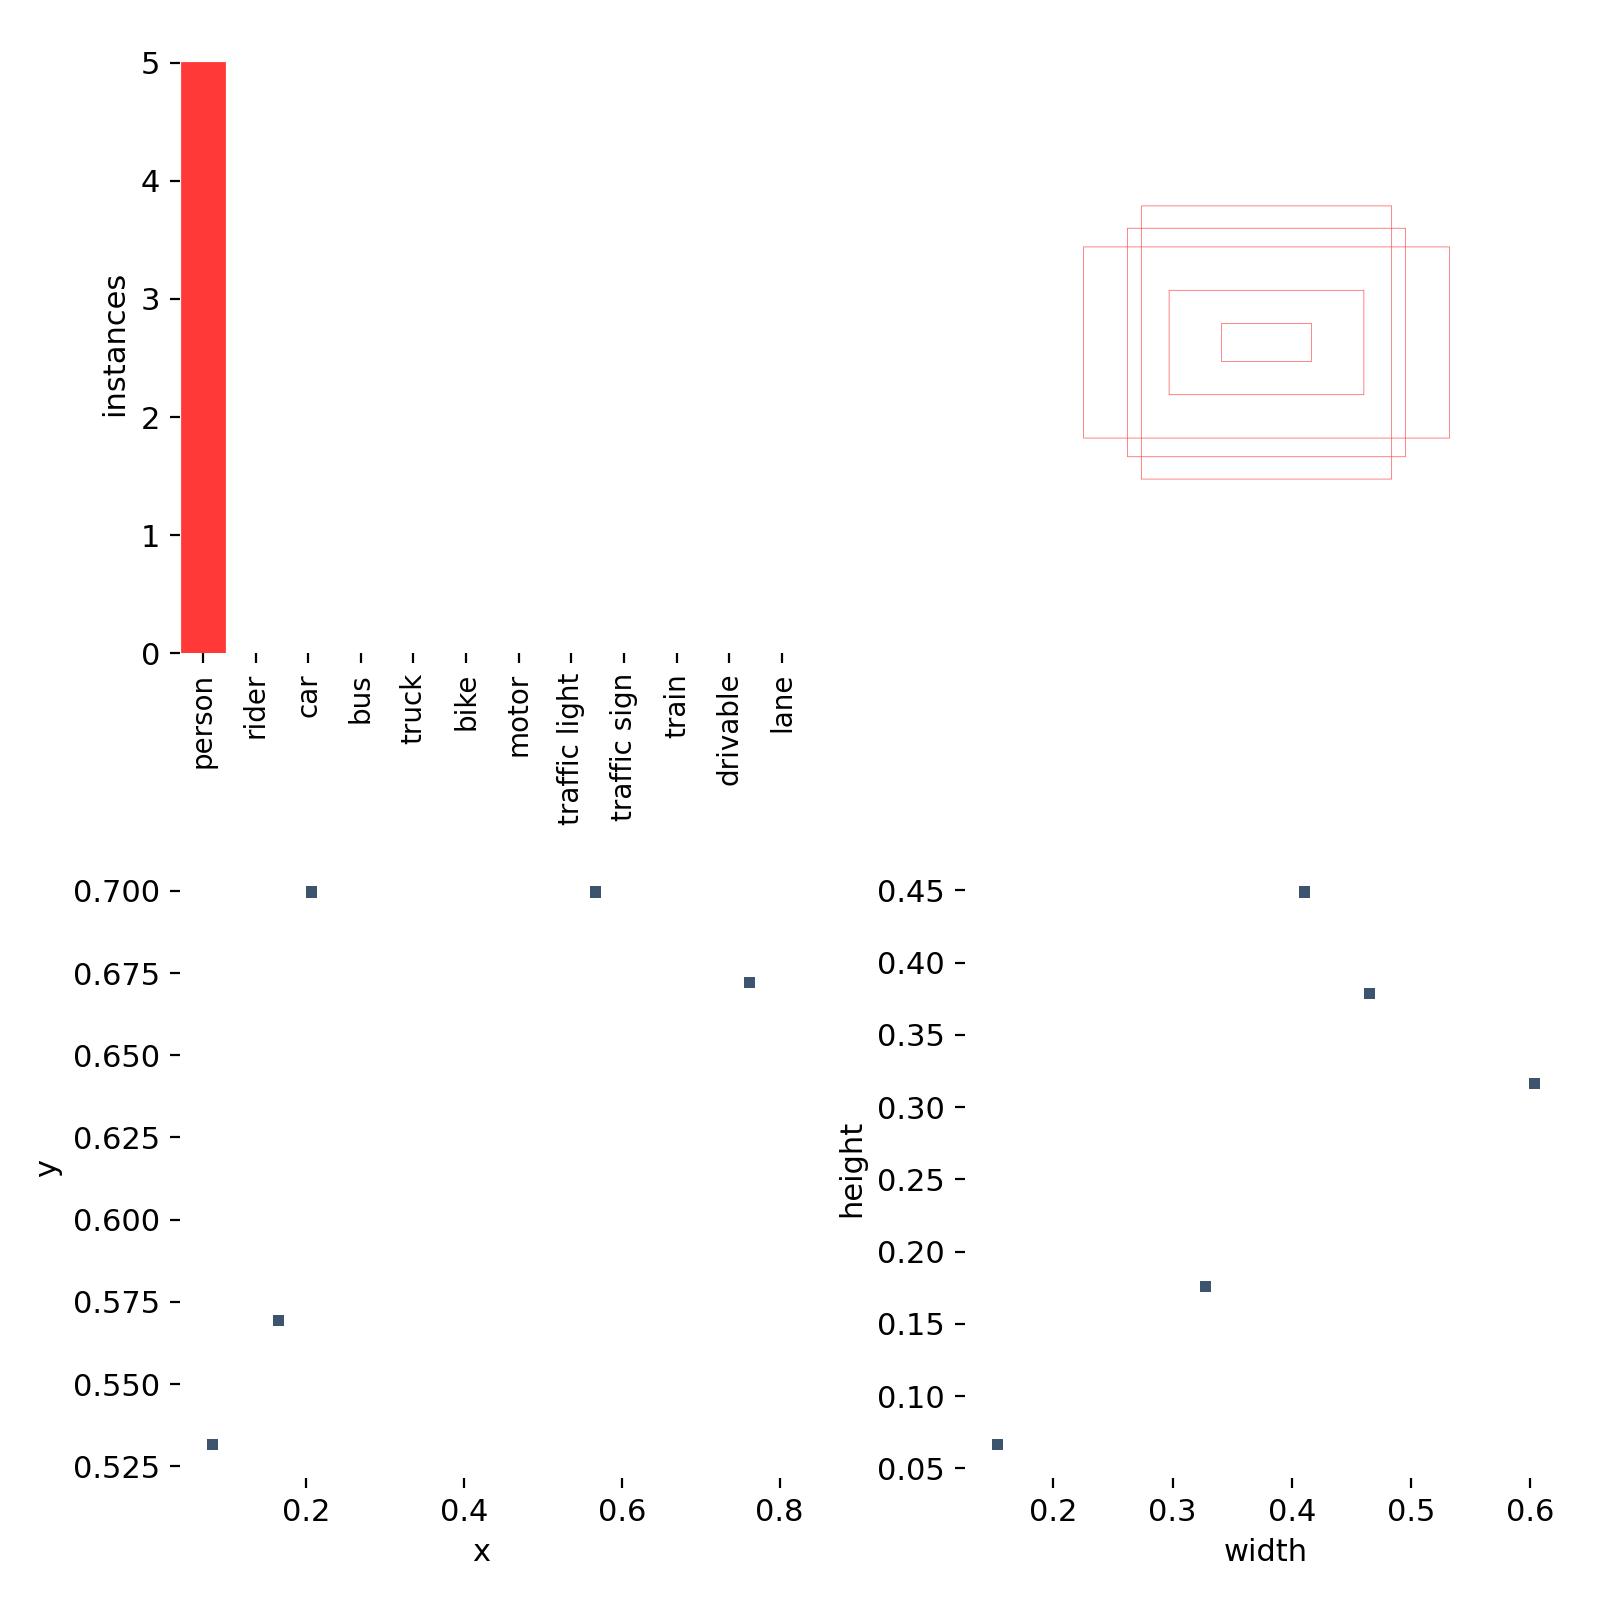 5
4
3
2
1
0
instances
person
rider
car
bus
truck
bike
motor
traffic light
traffic sign
train
drivable
lane
0.700
0.675
0.650
0.625
0.600
0.575
0.550
0.525
y
0.2 0.4 0.6 0.8
x
0.45
0.40
0.35
0.30
0.25
0.20
0.15
0.10
0.05
height
0.2 0.3 0.4 0.5 0.6
width